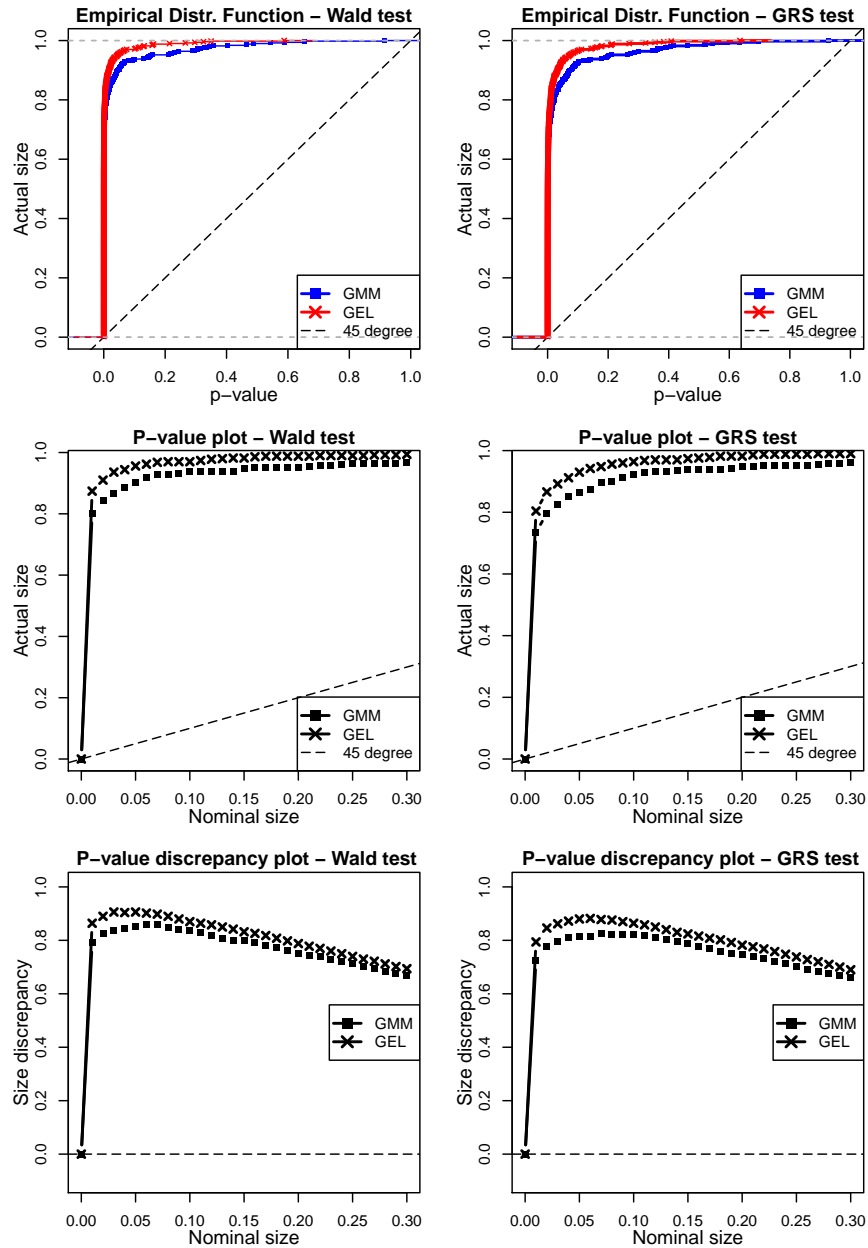 Empirical Distr. Function − Wald test
Actual size
0.0 0.2 0.4 0.6 0.8 1.0
GMM
GEL
45 degree
0.0 0.2 0.4 0.6 0.8 1.0
p−value
Empirical Distr. Function − GRS test
Actual size
0.0 0.2 0.4 0.6 0.8 1.0
GMM
GEL
45 degree
0.0 0.2 0.4 0.6 0.8 1.0
p−value
P−value plot − Wald test
Actual size
0.0 0.2 0.4 0.6 0.8 1.0
GMM
GEL
45 degree
0.00 0.05 0.10 0.15 0.20 0.25 0.30
Nominal size
P−value plot − GRS test
Actual size
0.0 0.2 0.4 0.6 0.8 1.0
GMM
GEL
45 degree
0.00 0.05 0.10 0.15 0.20 0.25 0.30
Nominal size
P−value discrepancy plot − Wald test
Size discrepancy
0.0 0.2 0.4 0.6 0.8 1.0
GMM
GEL
0.00 0.05 0.10 0.15 0.20 0.25 0.30
Nominal size
P−value discrepancy plot − GRS test
Size discrepancy
0.0 0.2 0.4 0.6 0.8 1.0
GMM
GEL
0.00 0.05 0.10 0.15 0.20 0.25 0.30
Nominal size